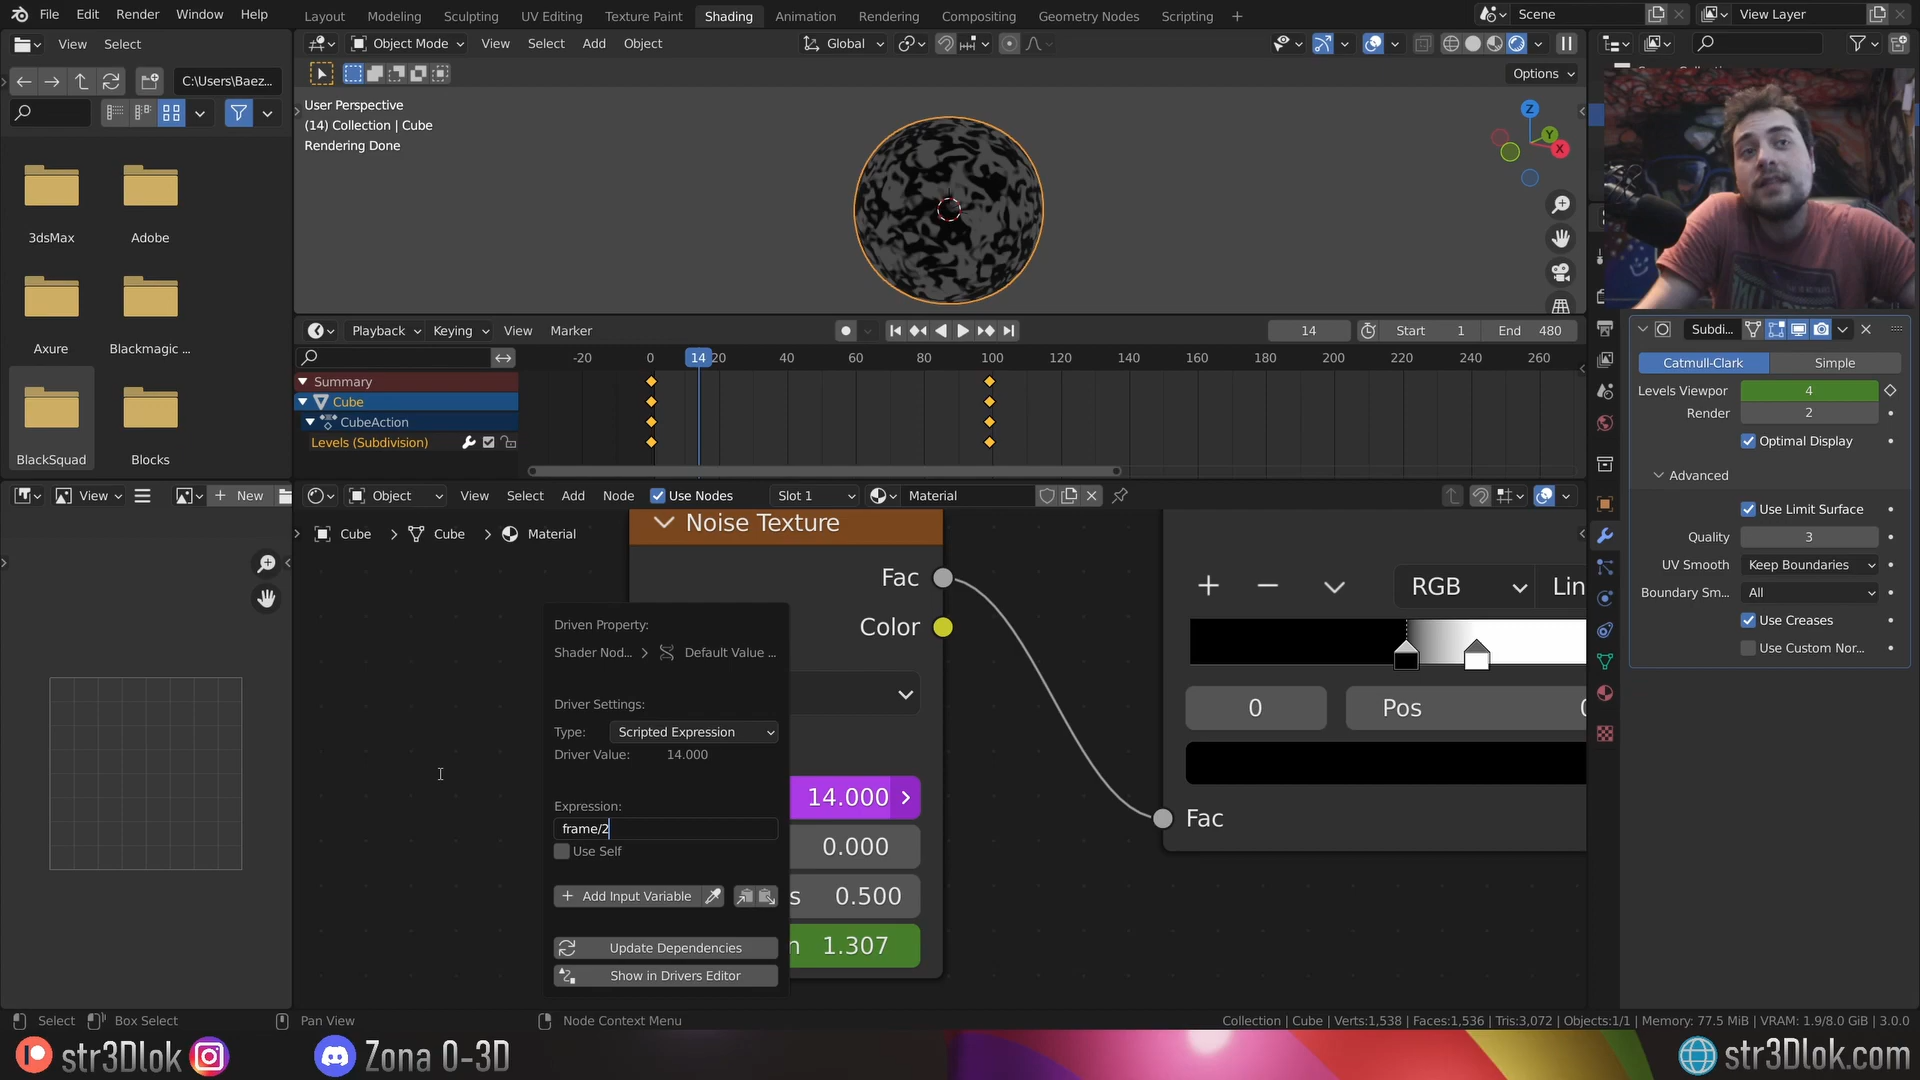 File Edit Render Window Help
Layout Modeling Sculpting UV Editing Texture Paint Shading Animation Rendering Compositing Geometry Nodes Scripting +
Scene
View Layer
View Select
Object Mode View Select Add Object
Global
C:\Users\Baez...
Options
User Perspective
(14) Collection | Cube
Rendering Done
Z
Y
X
3dsMax Adobe
Axure Blackmagic ...
BlackSquad Blocks
Playback Keying View Marker
14 Start 1 End 480
-20 0 14 20 40 60 80 100 120 140 160 180 200 220 240 260
Summary
Cube
CubeAction
Levels (Subdivision)
Subdi...
Catmull-Clark Simple
Levels Viewpor 4
Render 2
Optimal Display
Advanced
Use Limit Surface
Quality 3
UV Smooth Keep Boundaries
Boundary Sm... All
Use Creases
Use Custom Nor...
View + New
Object View Select Add Node Use Nodes Slot 1 Material
Cube > Cube > Material
Noise Texture
Fac
Color
14.000
0.000
s 0.500
n 1.307
Driven Property:
Shader Nod... > Default Value ...
Driver Settings:
Type: Scripted Expression
Driver Value: 14.000
Expression:
frame/2
Use Self
+ Add Input Variable
Update Dependencies
Show in Drivers Editor
+ − RGB Lin
0 Pos
Fac
Select Box Select Pan View Node Context Menu
Collection | Cube | Verts:1,538 | Faces:1,536 | Tris:3,072 | Objects:1/1 | Memory: 77.5 MiB | VRAM: 1.9/8.0 GiB | 3.0.0
str3Dlok
Zona 0-3D
str3Dlok.com